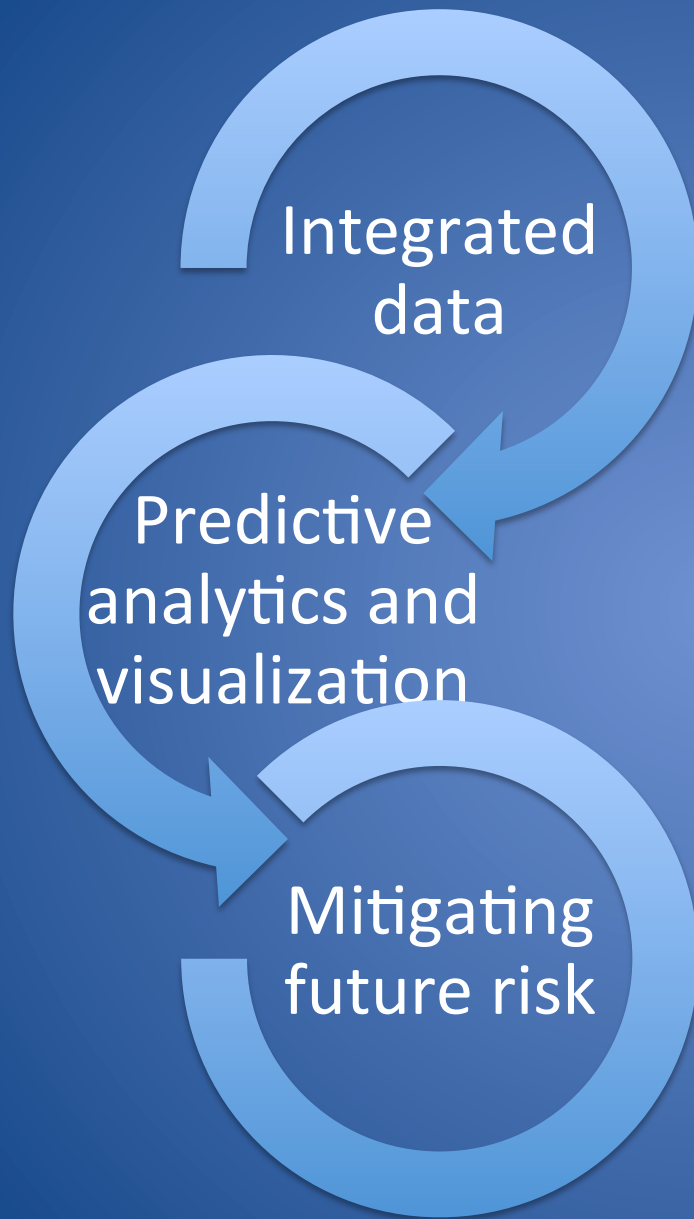 Integrated
data
Predictive
analytics and
visualization
Mitigating
future risk